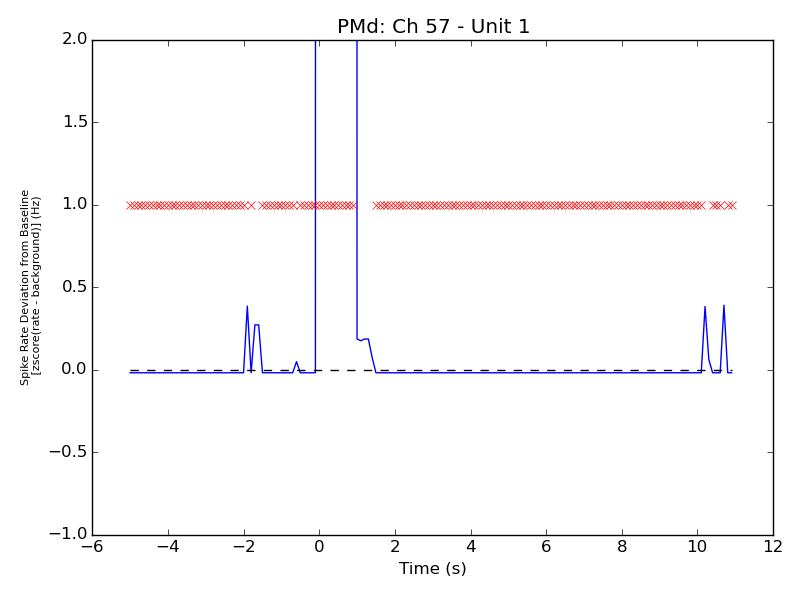 PMd: Ch 57 - Unit 1
2.0
1.5
1.0
0.5
0.0
−0.5
−1.0
Spike Rate Deviation from Baseline
[zscore(rate - background)] (Hz)
−6 −4 −2 0 2 4 6 8 10 12
Time (s)